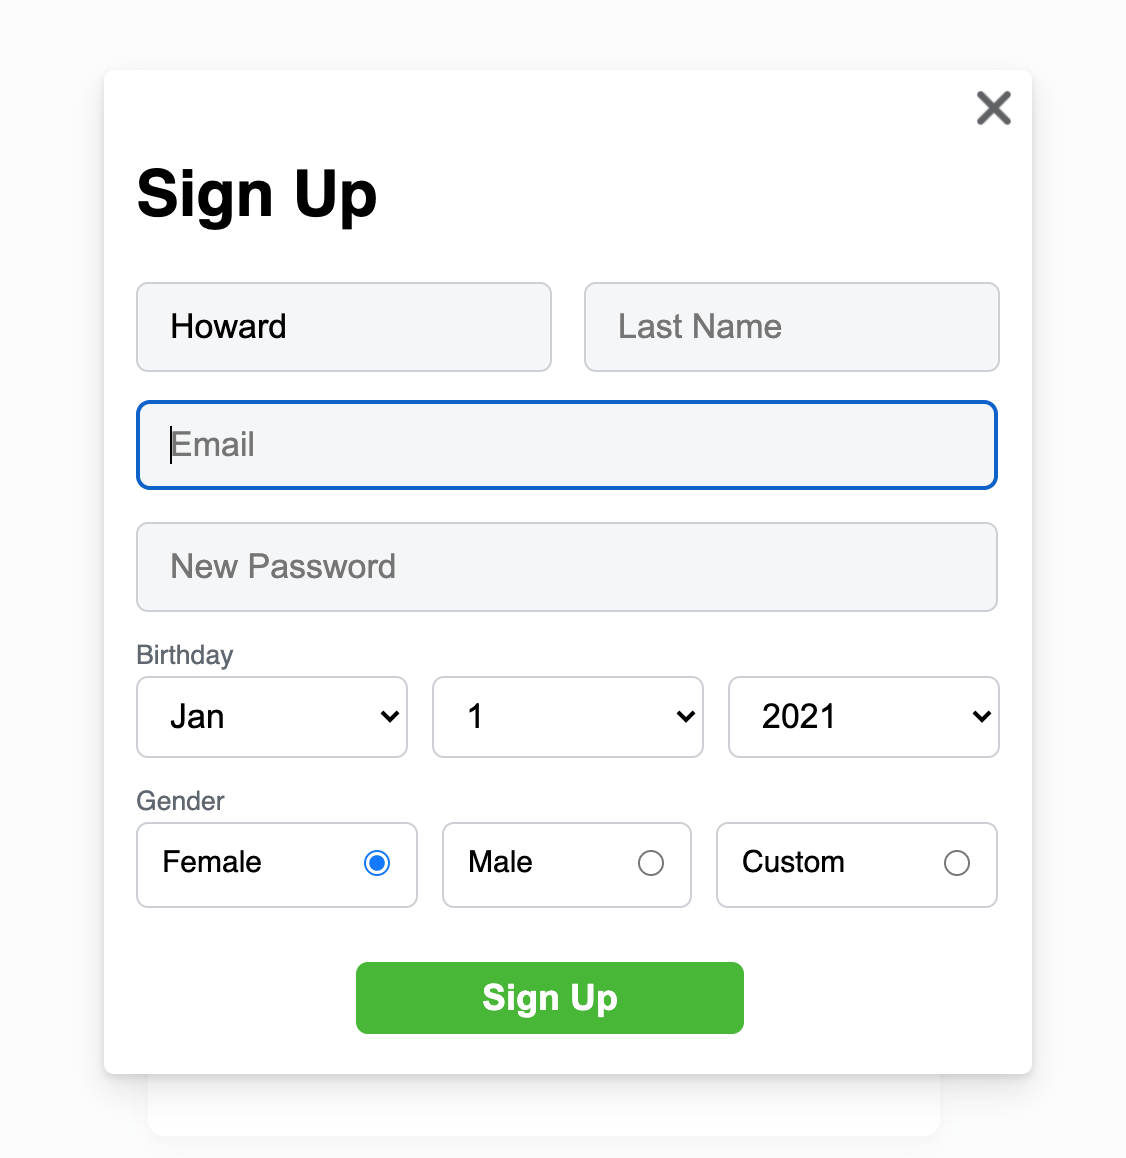 Sign Up
Howard Last Name
Email
New Password
Birthday
Jan 1 2021
Gender
Female Male Custom
Sign Up